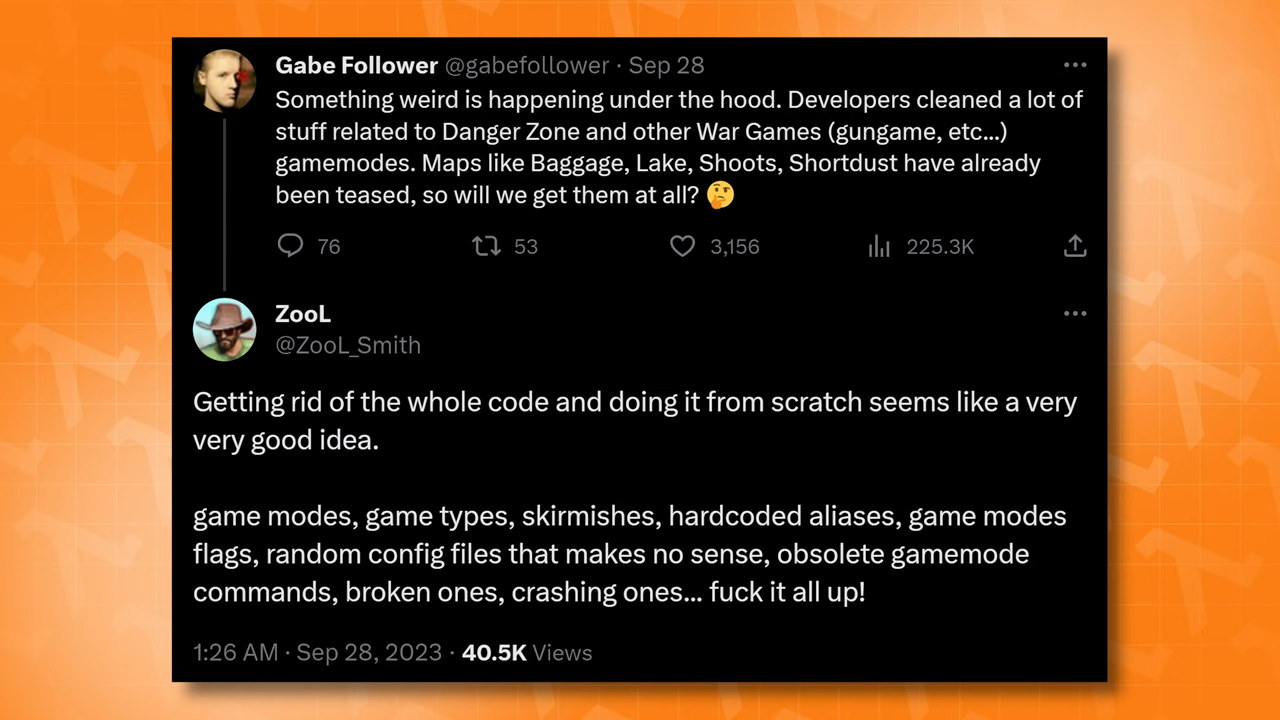 Gabe Follower @gabefollower · Sep 28
Something weird is happening under the hood. Developers cleaned a lot of
stuff related to Danger Zone and other War Games (gungame, etc...)
gamemodes. Maps like Baggage, Lake, Shoots, Shortdust have already
been teased, so will we get them at all? 🤔
76 53 3,156 225.3K
ZooL
@ZooL_Smith
Getting rid of the whole code and doing it from scratch seems like a very
very good idea.
game modes, game types, skirmishes, hardcoded aliases, game modes
flags, random config files that makes no sense, obsolete gamemode
commands, broken ones, crashing ones... fuck it all up!
1:26 AM · Sep 28, 2023 · 40.5K Views